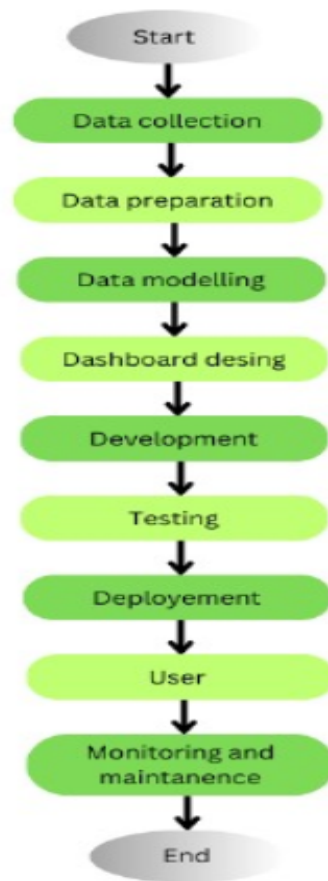 Start
Data collection
Data preparation
Data modelling
Dashboard desing
Development
Testing
Deployement
User
Monitoring and
maintanence
End